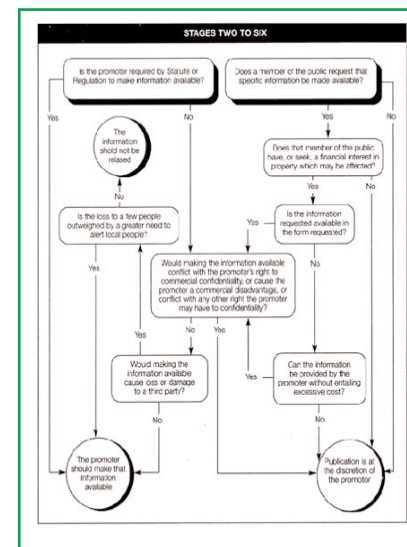 STAGES TWO TO SIX
Is the promoter required by Statute or
Regulation to make information available?
Does a member of the public request that
specific information be made available?
Yes
No
Yes
No
The
information
shold not be
relased
Does that member of the public
have, or seek, a financial interest in
property which may be affected?
No
Yes
No
Is the loss to a few people
outweighed by a greater need to
alert local people?
Yes
Is the information
requested available in
the form requested?
Would making the information available
conflict with the promoter's right to
commercial confidentiality, or cause the
promoter a commercial disadvantage, or
conflict with any other right the promoter
may have to confidentiality?
Yes
Yes
No
No
Yes
Would making the
information available
cause loss or damage
to a third party?
Yes
Can the information
be provided by the
promoter without entailing
excessive cost?
No
No
The promoter
should make that
information
available
Publication is at
the discretion of
the promotor